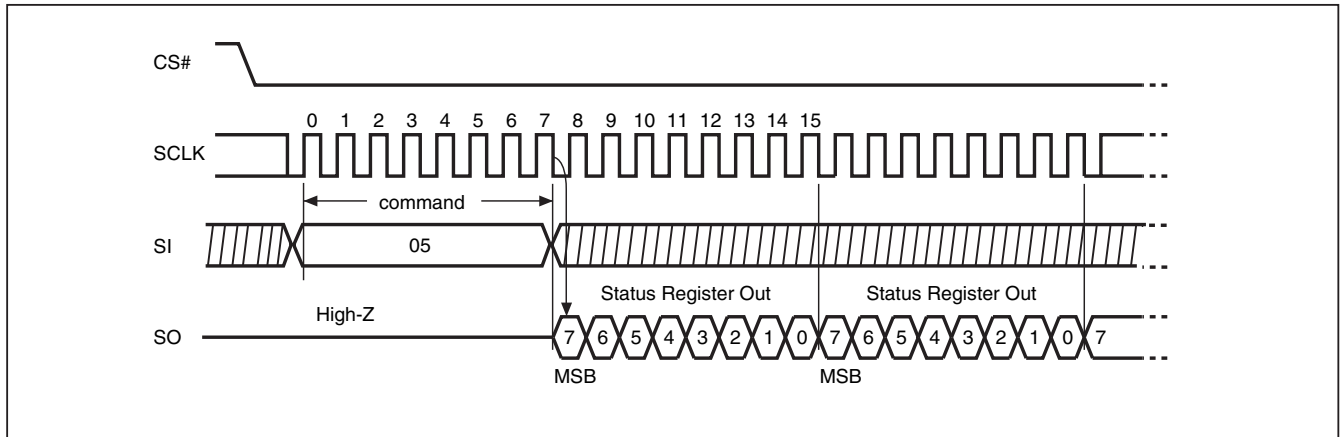 CS#
0 1 2 3 4 5 6 7 8 9 10 11 12 13 14 15
SCLK
command
SI
05
Status Register Out Status Register Out
High-Z
SO
7 6 5 4 3 2 1 0 7 6 5 4 3 2 1 0 7
MSB MSB